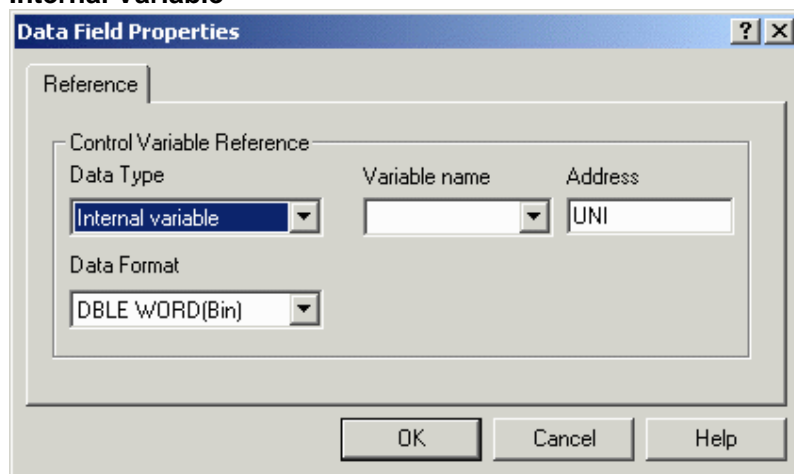 Internal Variable
Data Field Properties
Reference
Control Variable Reference
Data Type Variable name Address
Internal variable UNI
Data Format
DBLE WORD(Bin)
OK Cancel Help